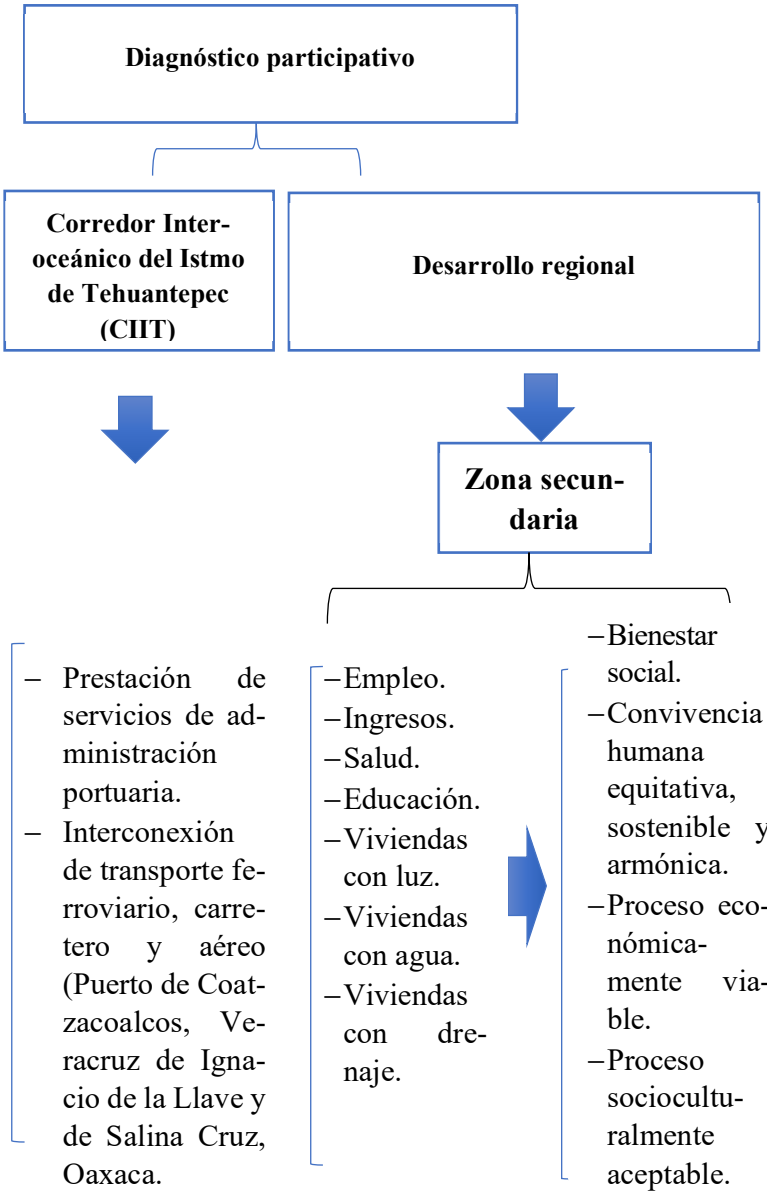 Diagnóstico participativo
Corredor Inter-
oceánico del Istmo
de Tehuantepec
(CIIT)
Desarrollo regional
Zona secun-
daria
– Prestación de
servicios de ad-
ministración
portuaria.
– Interconexión
de transporte fe-
rroviario, carre-
tero y aéreo
(Puerto de Coat-
zacoalcos, Ve-
racruz de Igna-
cio de la Llave y
de Salina Cruz,
Oaxaca.
–Empleo.
–Ingresos.
–Salud.
–Educación.
–Viviendas
con luz.
–Viviendas
con agua.
–Viviendas
con dre-
naje.
–Bienestar
social.
–Convivencia
humana
equitativa,
sostenible y
armónica.
–Proceso eco-
nómica-
mente via-
ble.
–Proceso
sociocultu-
ralmente
aceptable.